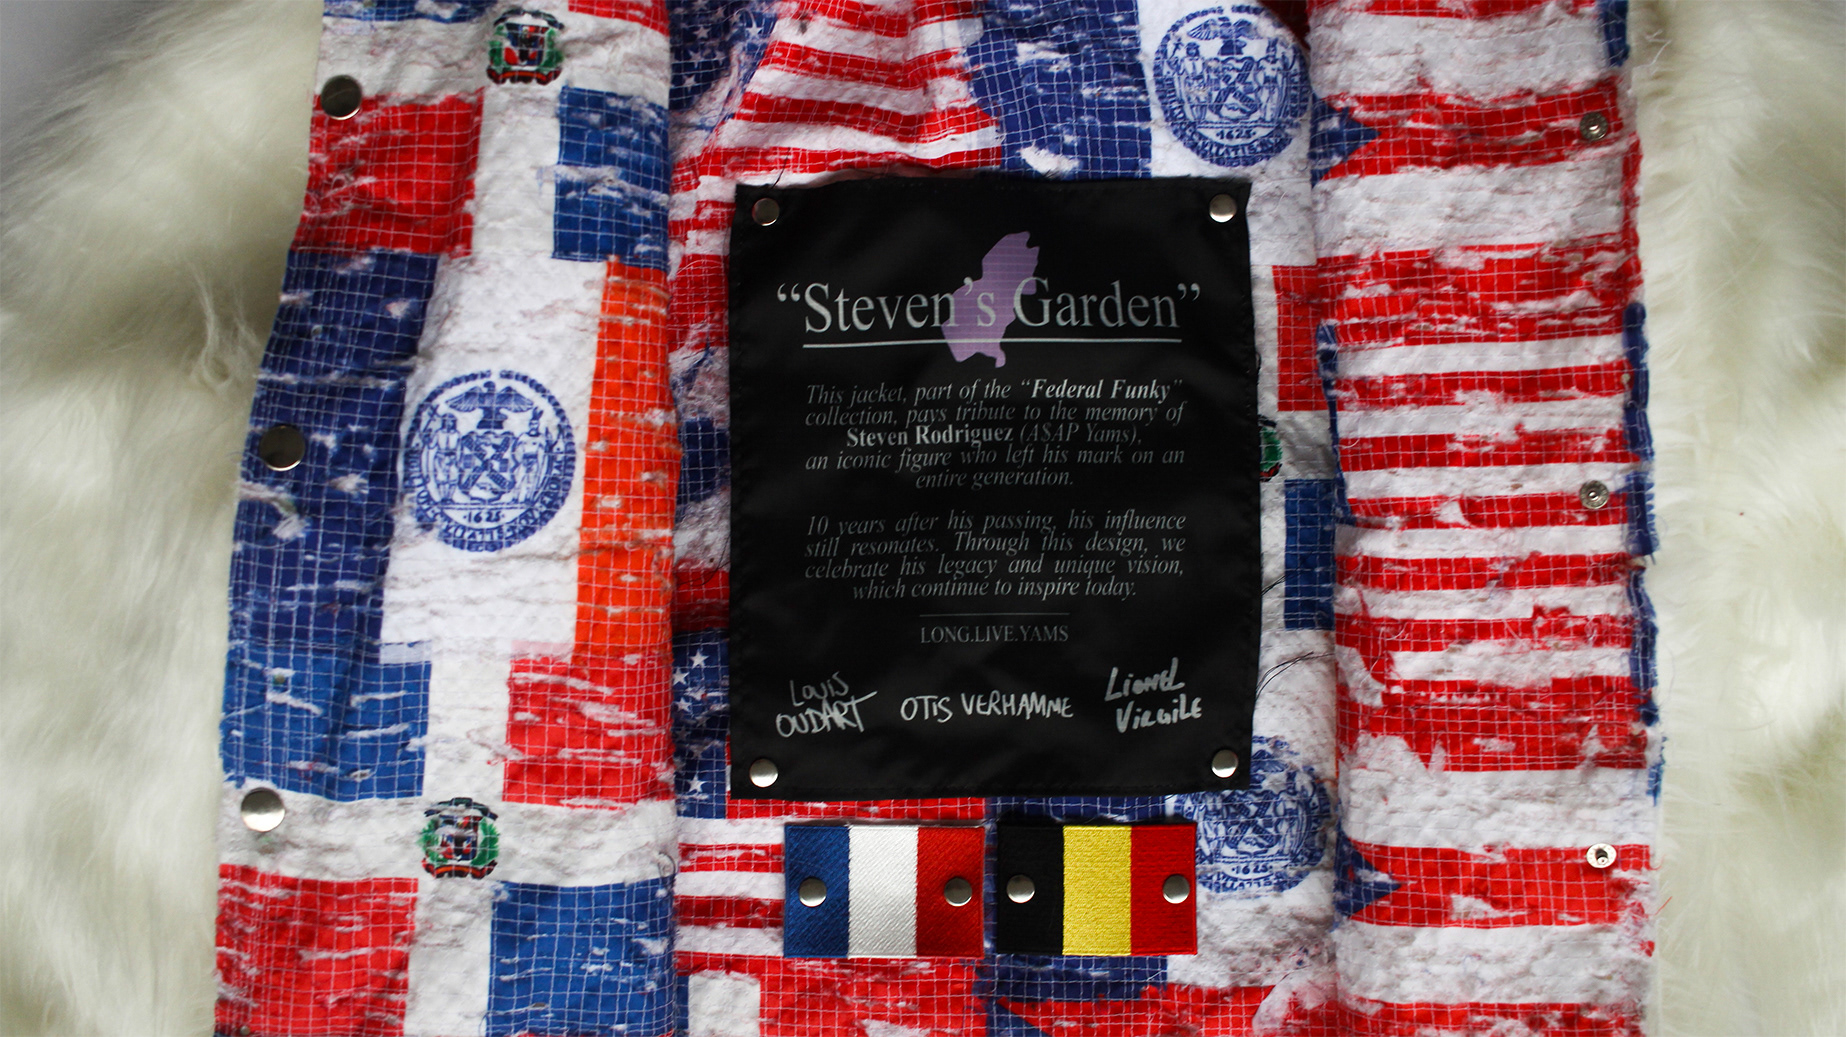 “Steven’s Garden”
This jacket, part of the “Federal Funky”
collection, pays tribute to the memory of
Steven Rodriguez (A$AP Yams),
an iconic figure who left his mark on an
entire generation.
10 years after his passing, his influence
still resonates. Through this design, we
celebrate his legacy and unique vision,
which continue to inspire today.
LONG.LIVE.YAMS
LOUIS
OUDART
OTIS VERHAMME
LIONEL
VIRGILE
·1625·
·1625·
·1625·